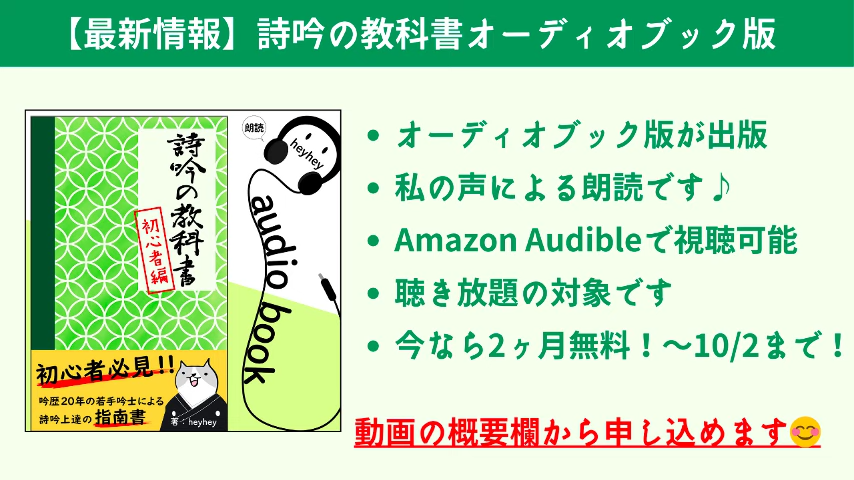 【最新情報】詩吟の教科書オーディオブック版
詩吟の教科書
初心者編
初心者必見!!
吟歴20年の若手吟士による
詩吟上達の指南書
著：heyhey
朗読
heyhey
audio book
・オーディオブック版が出版
・私の声による朗読です♪
・Amazon Audibleで視聴可能
・聴き放題の対象です
・今なら2ヶ月無料！～10/2まで！
動画の概要欄から申し込めます😊